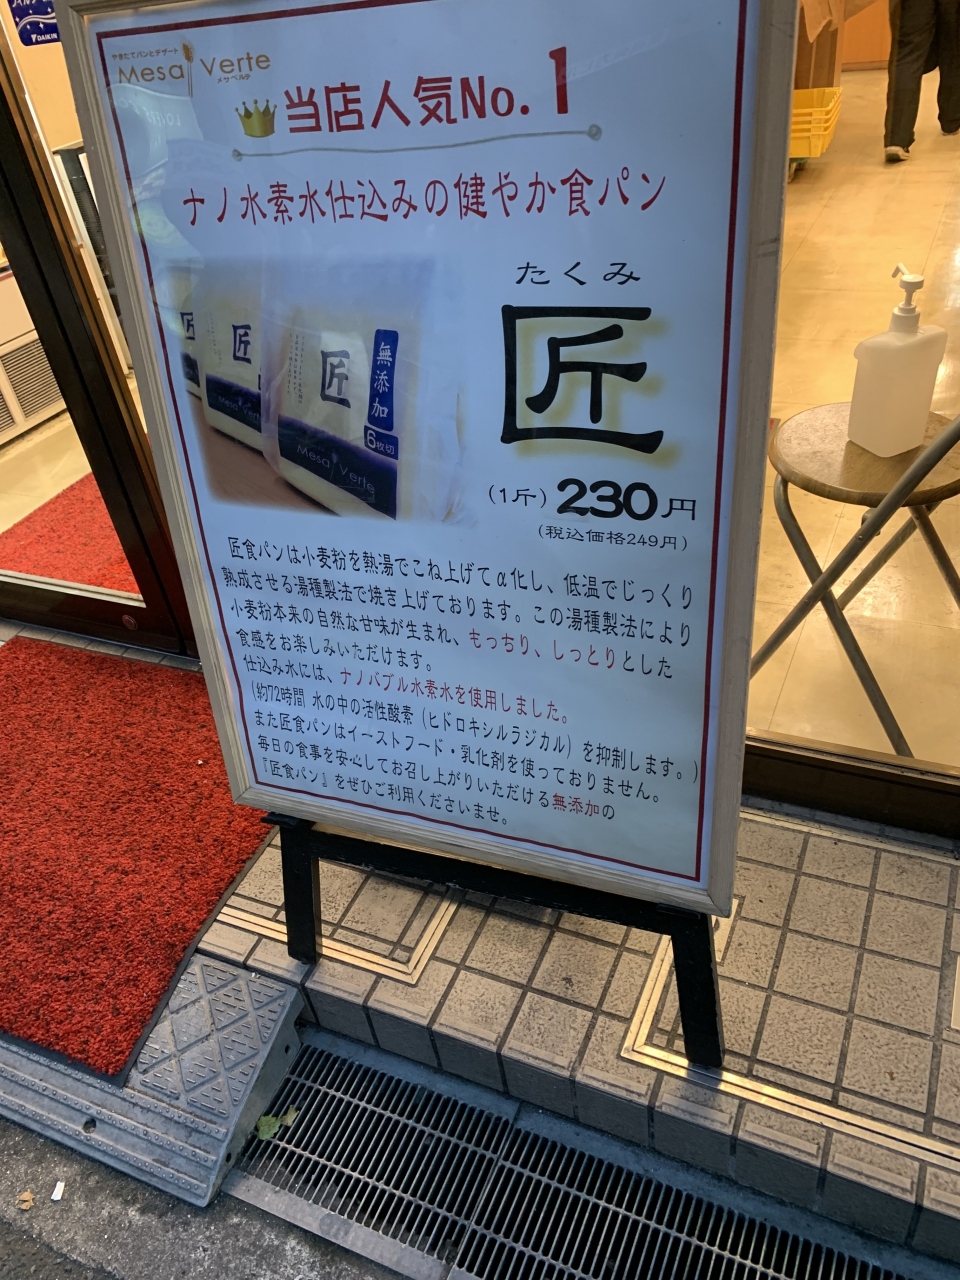 DAIKIN
やきたてパンとデザート
Mesa Verte
メサベルテ
当店人気No.1
ナノ水素水仕込みの健やか食パン
たくみ
匠
匠
匠
匠
無添加
6枚切
Mesa Verte
Mesa Verte
(1斤) 230円
(税込価格249円)
匠食パンは小麦粉を熱湯でこね上げてα化し、低温でじっくり
熟成させる湯種製法で焼き上げております。この湯種製法により
小麦粉本来の自然な甘味が生まれ、もっちり、しっとりとした
食感をお楽しみいただけます。
仕込み水には、ナノバブル水素水を使用しました。
(約72時間 水の中の活性酸素 (ヒドロキシルラジカル) を抑制します。)
また匠食パンはイーストフード・乳化剤を使っておりません。
毎日の食事を安心してお召し上がりいただける無添加の
『匠食パン』をぜひご利用くださいませ。